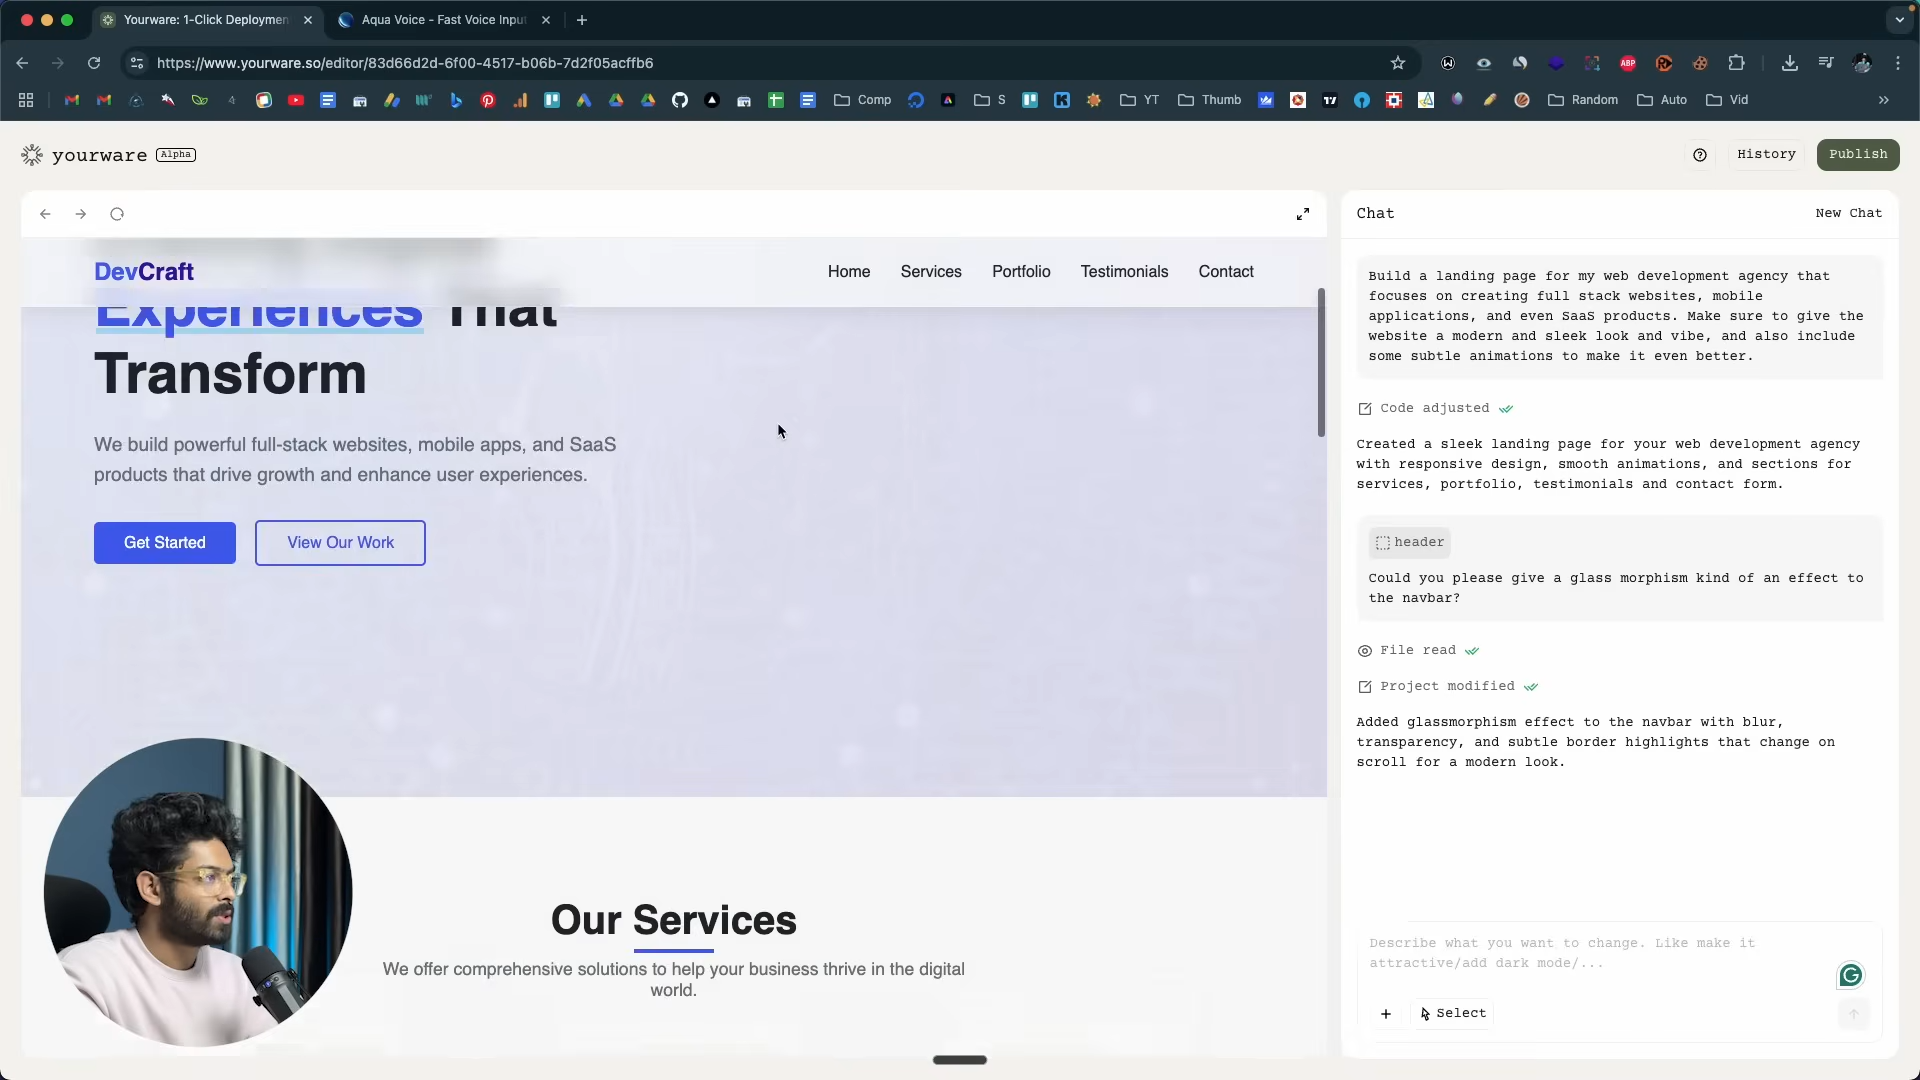 Yourware: 1-Click Deploymen
Aqua Voice - Fast Voice Input
https://www.yourware.so/editor/83d66d2d-6f00-4517-b06b-7d2f05acffb6
Comp
S
YT
Thumb
Random
Auto
Vid
yourware Alpha
History
Publish
DevCraft
Home
Services
Portfolio
Testimonials
Contact
Experiences That
Transform
We build powerful full-stack websites, mobile apps, and SaaS
products that drive growth and enhance user experiences.
Get Started
View Our Work
Our Services
We offer comprehensive solutions to help your business thrive in the digital
world.
Chat
New Chat
Build a landing page for my web development agency that
focuses on creating full stack websites, mobile
applications, and even SaaS products. Make sure to give the
website a modern and sleek look and vibe, and also include
some subtle animations to make it even better.
Code adjusted
Created a sleek landing page for your web development agency
with responsive design, smooth animations, and sections for
services, portfolio, testimonials and contact form.
header
Could you please give a glass morphism kind of an effect to
the navbar?
File read
Project modified
Added glassmorphism effect to the navbar with blur,
transparency, and subtle border highlights that change on
scroll for a modern look.
Describe what you want to change. Like make it
attractive/add dark mode/...
Select